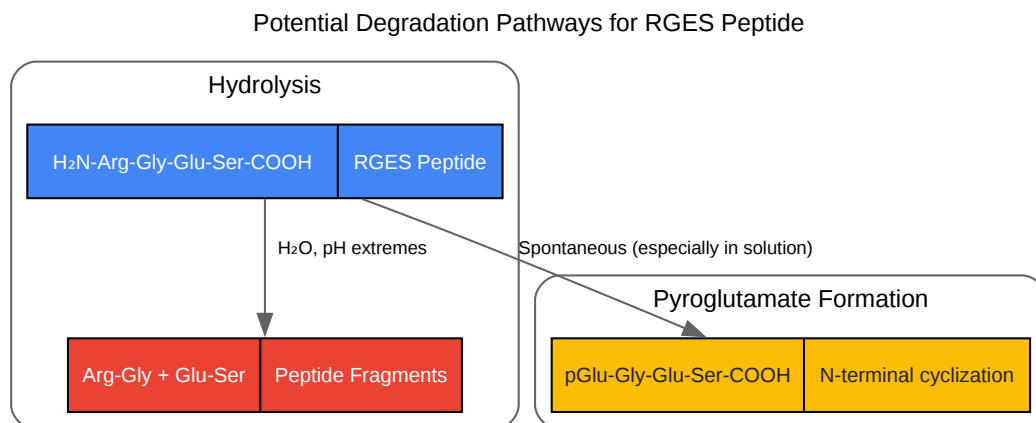 Potential Degradation Pathways for RGES Peptide
Hydrolysis
H₂N-Arg-Gly-Glu-Ser-COOH RGES Peptide
H₂O, pH extremes
Spontaneous (especially in solution)
Pyroglutamate Formation
Arg-Gly + Glu-Ser Peptide Fragments
pGlu-Gly-Glu-Ser-COOH N-terminal cyclization